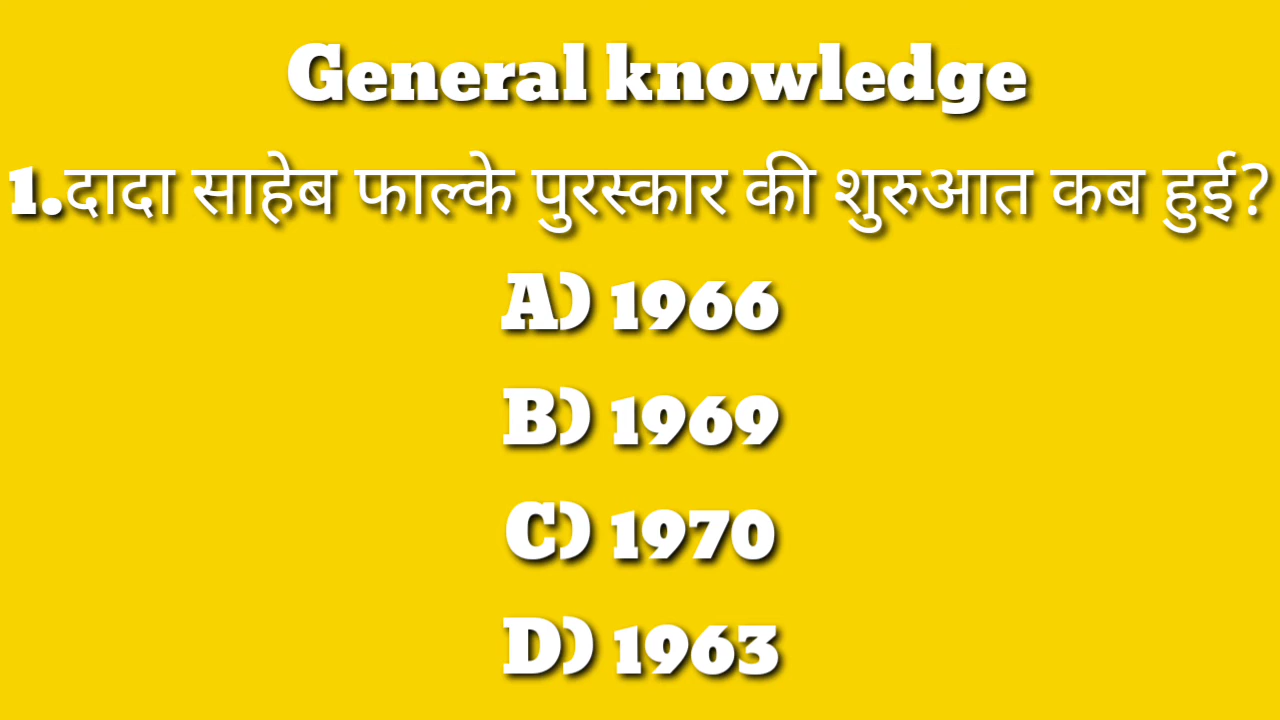 General knowledge
1.दादा साहेब फाल्के पुरस्कार की शुरुआत कब हुई?
A) 1966
B) 1969
C) 1970
D) 1963